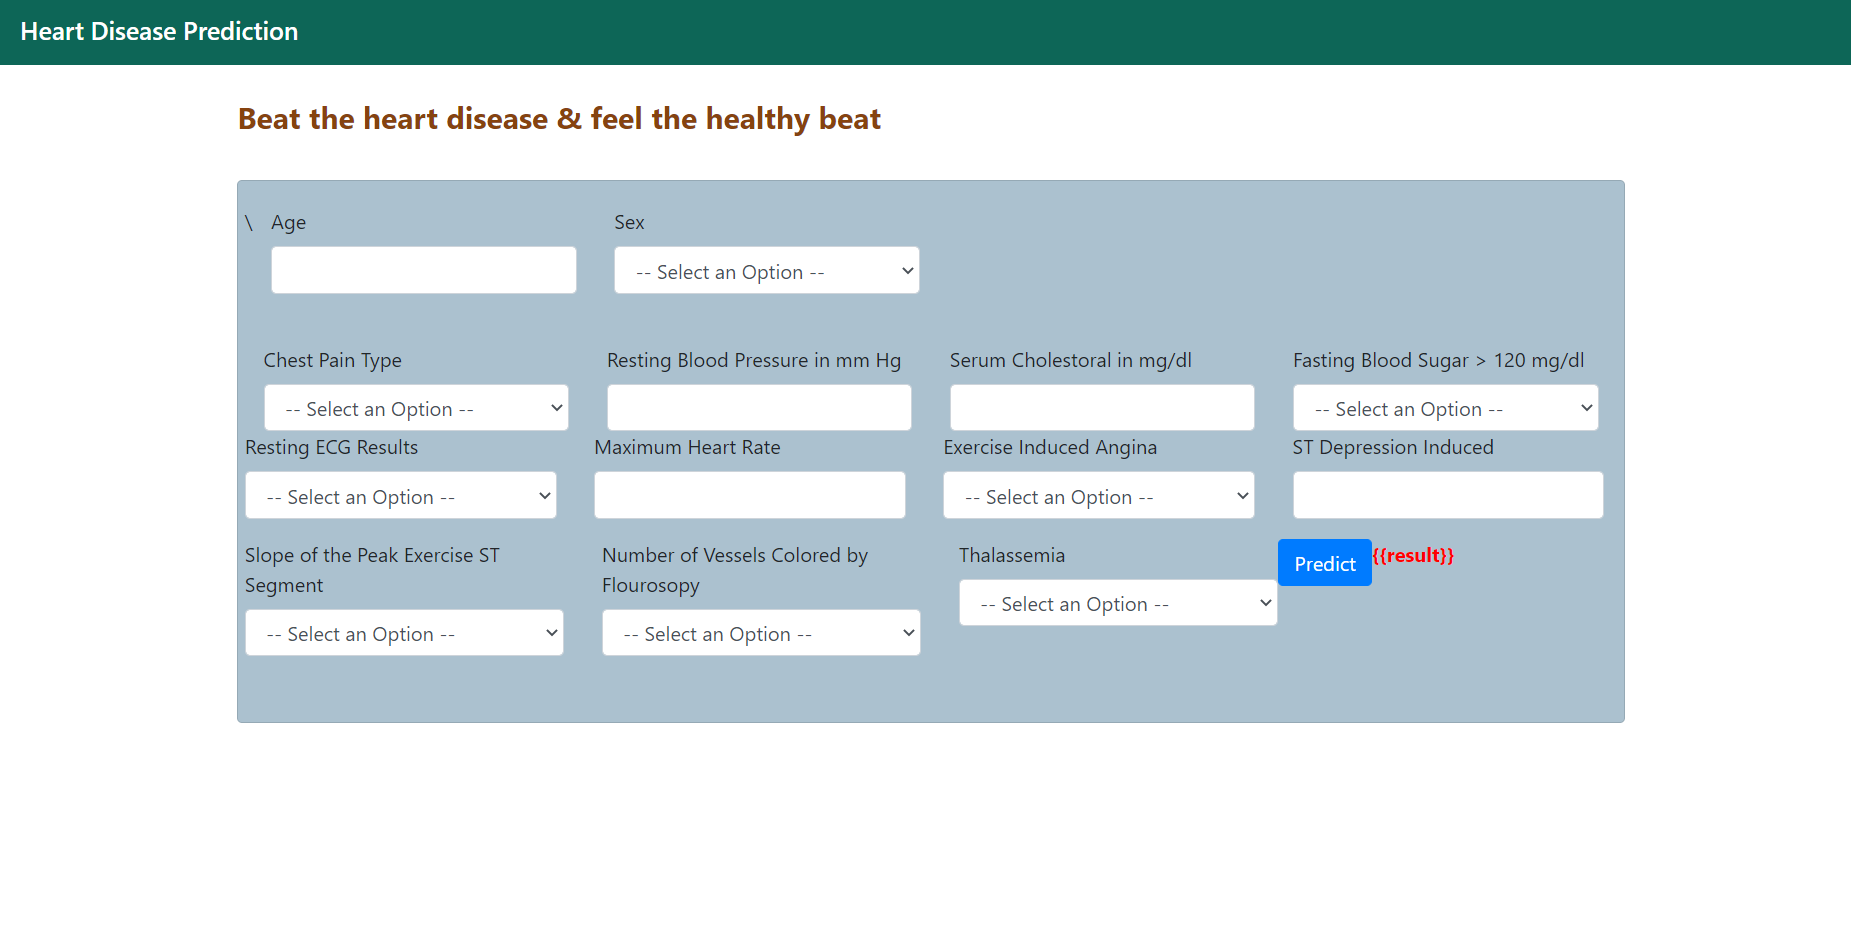 Heart Disease Prediction
Beat the heart disease & feel the healthy beat
\ Age Sex
-- Select an Option --
Chest Pain Type Resting Blood Pressure in mm Hg Serum Cholestoral in mg/dl Fasting Blood Sugar > 120 mg/dl
-- Select an Option -- -- Select an Option --
Resting ECG Results Maximum Heart Rate Exercise Induced Angina ST Depression Induced
-- Select an Option -- -- Select an Option --
Slope of the Peak Exercise ST
Segment
Number of Vessels Colored by
Flourosopy
Thalassemia
Predict {{result}}
-- Select an Option -- -- Select an Option -- -- Select an Option --